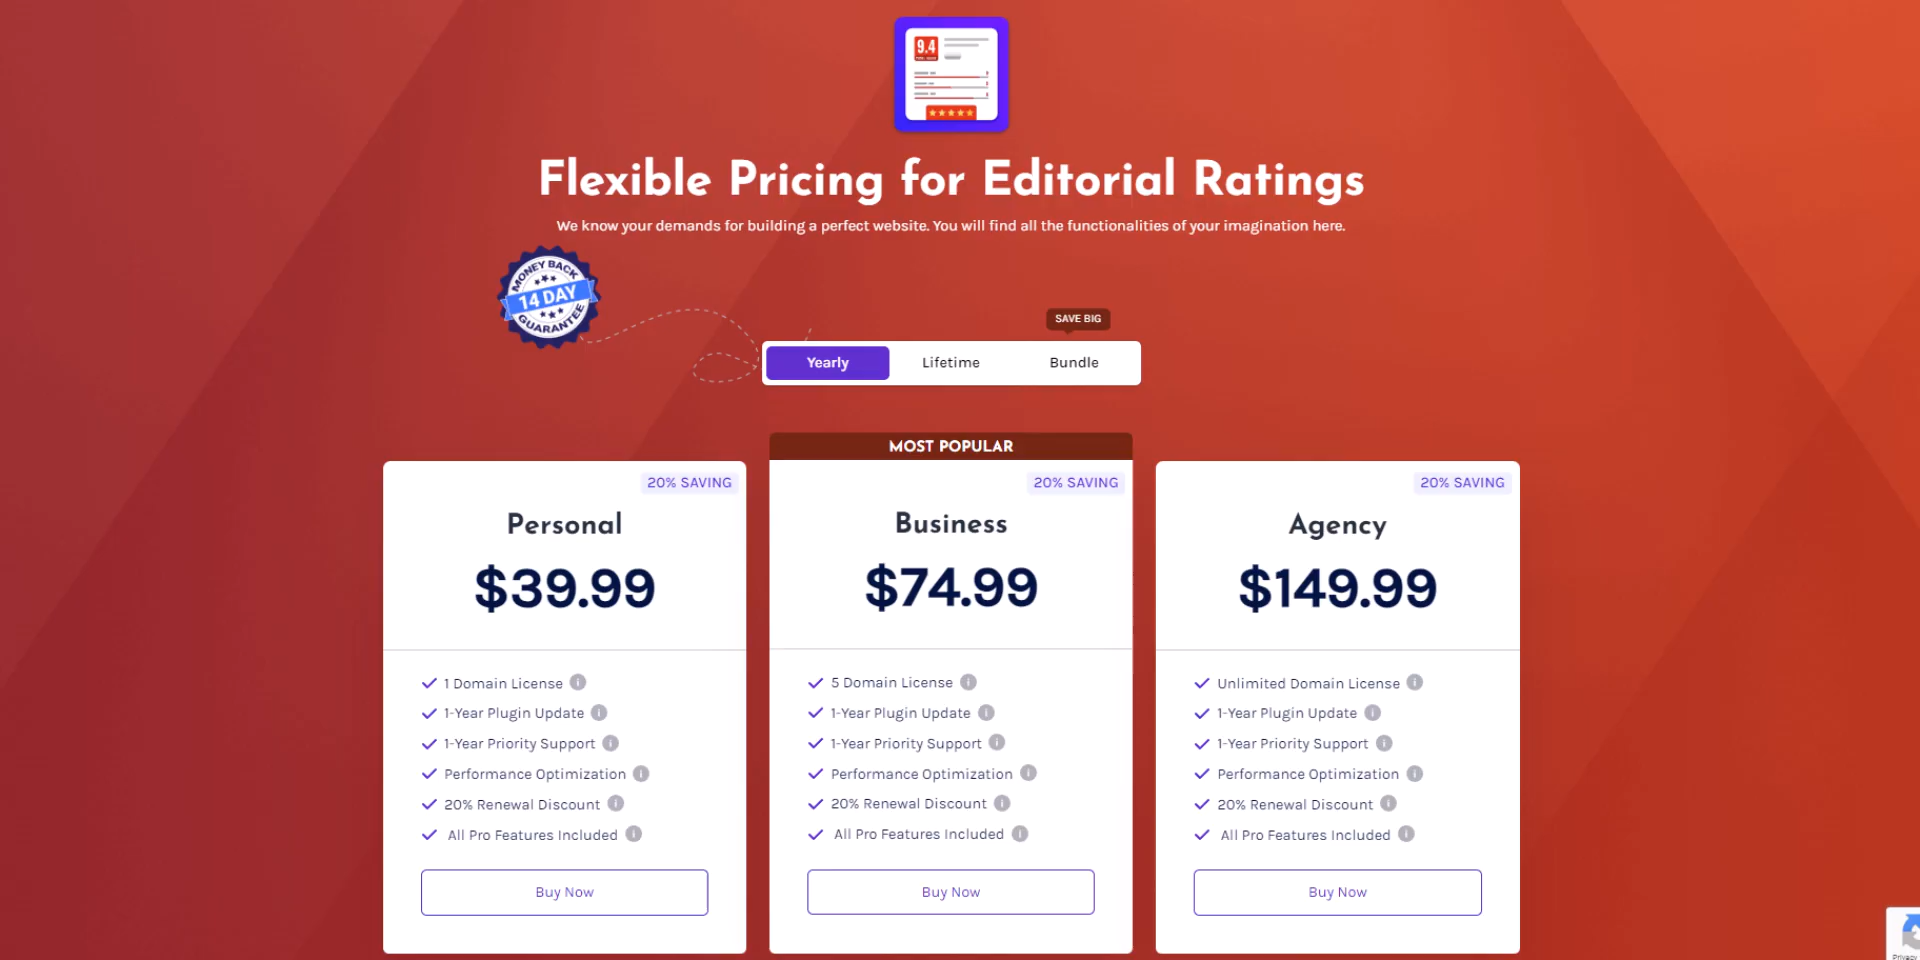 9.4
Flexible Pricing for Editorial Ratings
We know your demands for building a perfect website. You will find all the functionalities of your imagination here.
MONEY BACK
14 DAY
GUARANTEE
SAVE BIG
Yearly
Lifetime
Bundle
20% SAVING
Personal
$39.99
1 Domain License
1-Year Plugin Update
1-Year Priority Support
Performance Optimization
20% Renewal Discount
All Pro Features Included
Buy Now
MOST POPULAR
20% SAVING
Business
$74.99
5 Domain License
1-Year Plugin Update
1-Year Priority Support
Performance Optimization
20% Renewal Discount
All Pro Features Included
Buy Now
20% SAVING
Agency
$149.99
Unlimited Domain License
1-Year Plugin Update
1-Year Priority Support
Performance Optimization
20% Renewal Discount
All Pro Features Included
Buy Now
Privacy